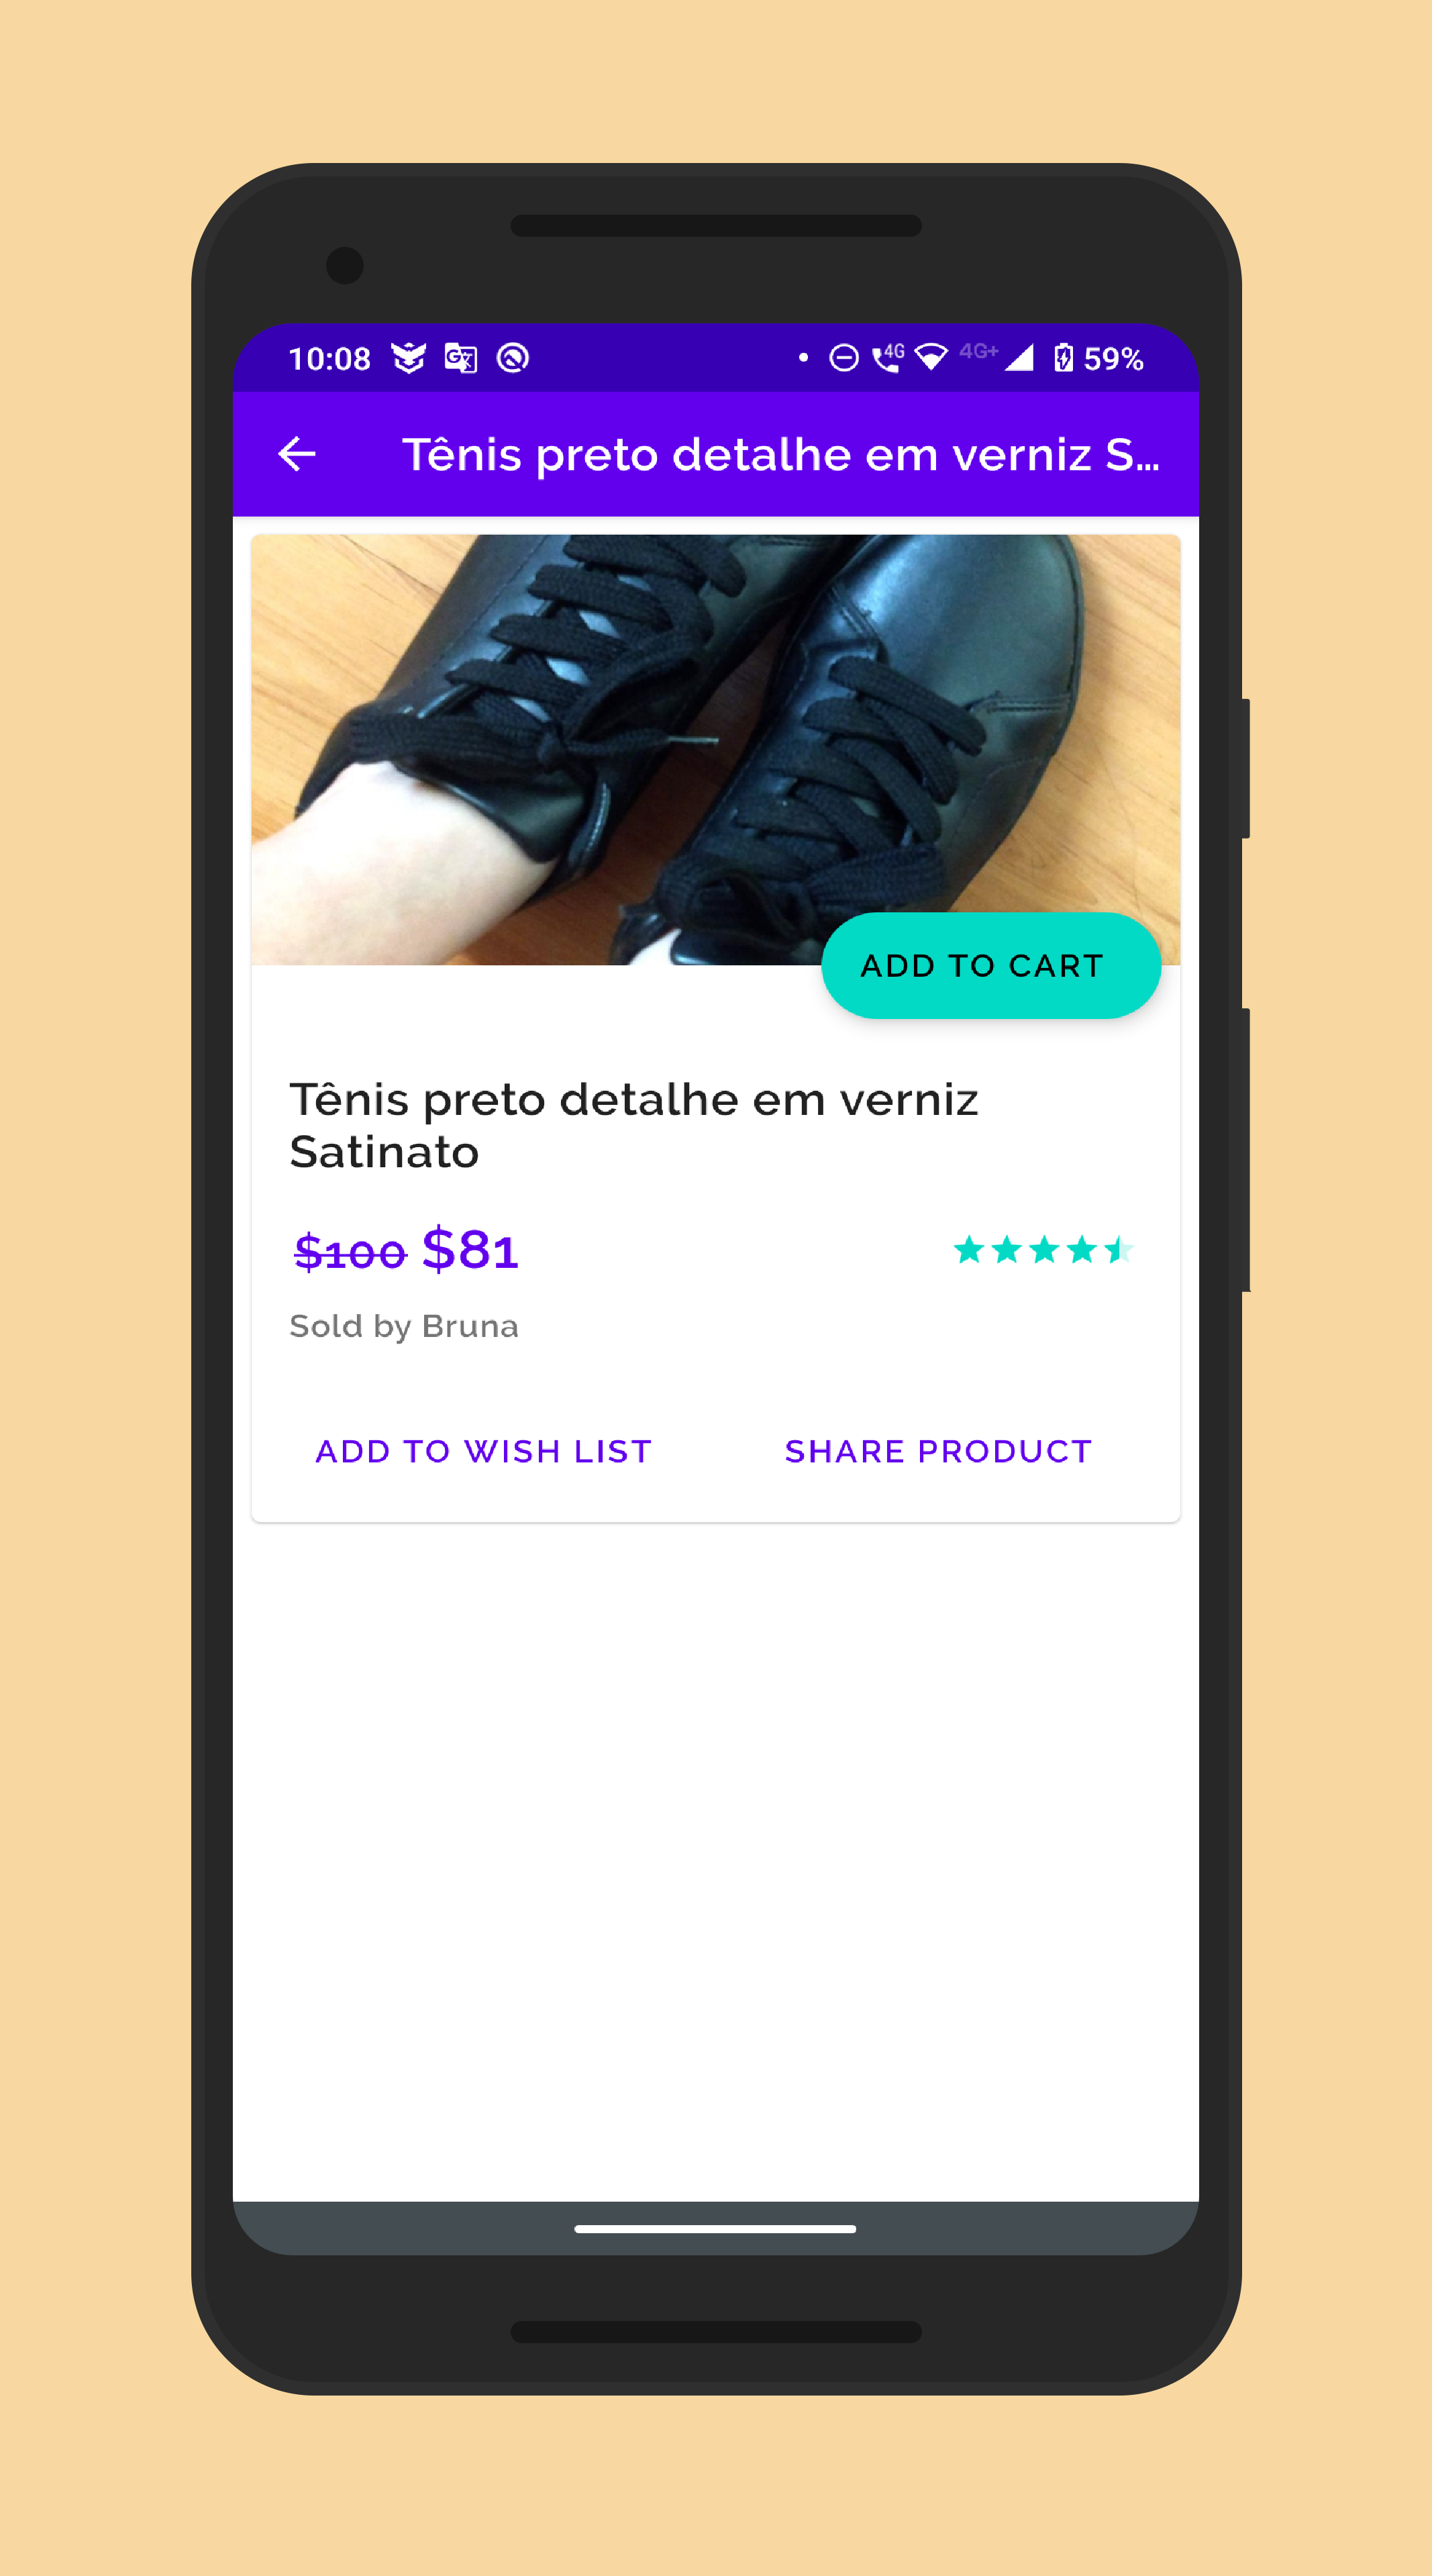 10:08 4G 4G+ 59%
Tênis preto detalhe em verniz S...
ADD TO CART
Tênis preto detalhe em verniz
Satinato
$100 $81
Sold by Bruna
ADD TO WISH LIST SHARE PRODUCT